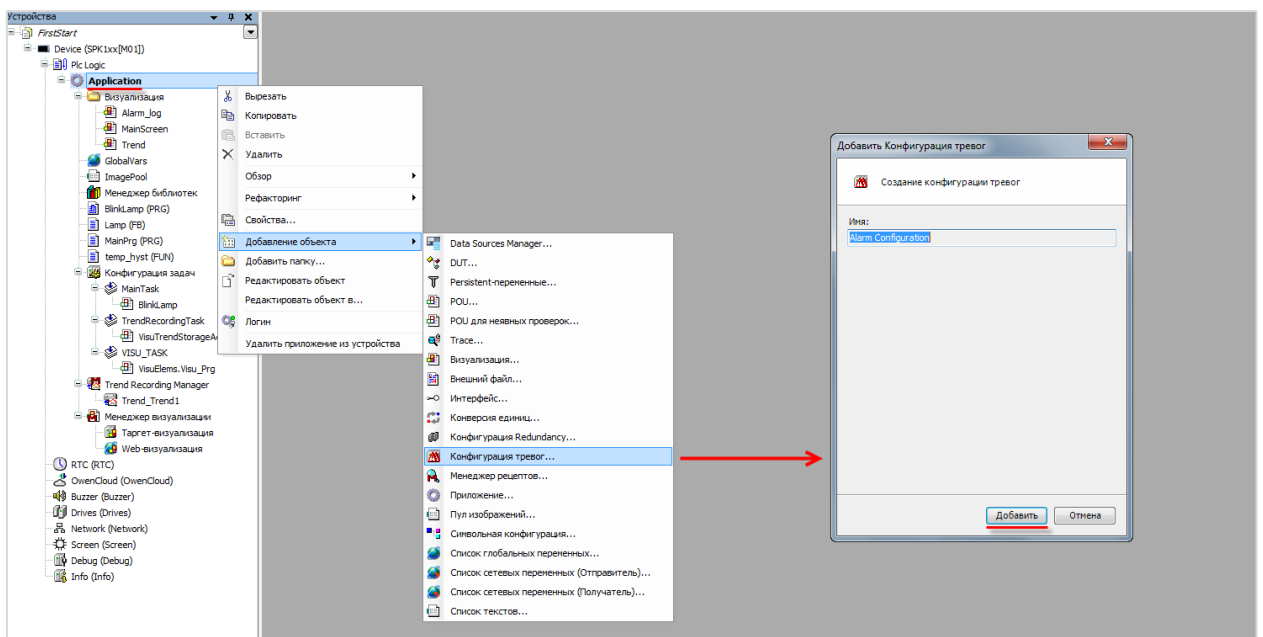 Устройства
FirstStart
Device (SPK1xx[M01])
Plc Logic
Application
Визуализация
Alarm_log
MainScreen
Trend
GlobalVars
ImagePool
Менеджер библиотек
BlinkLamp (PRG)
Lamp (FB)
MainPrg (PRG)
temp_hyst (FUN)
Конфигурация задач
MainTask
BlinkLamp
TrendRecordingTask
VisuTrendStorageA
VISU_TASK
VisuElems.Visu_Prg
Trend Recording Manager
Trend_Trend1
Менеджер визуализации
Таргет-визуализация
Web-визуализация
RTC (RTC)
OwenCloud (OwenCloud)
Buzzer (Buzzer)
Drives (Drives)
Network (Network)
Screen (Screen)
Debug (Debug)
Info (Info)
Вырезать
Копировать
Вставить
Удалить
Обзор
Рефакторинг
Свойства...
Добавление объекта
Добавить папку...
Редактировать объект
Редактировать объект в...
Логин
Удалить приложение из устройства
Data Sources Manager...
DUT...
Persistent-переменные...
POU...
POU для неявных проверок...
Trace...
Визуализация...
Внешний файл...
Интерфейс...
Конверсия единиц...
Конфигурация Redundancy...
Конфигурация тревог...
Менеджер рецептов...
Приложение...
Пул изображений...
Символьная конфигурация...
Список глобальных переменных...
Список сетевых переменных (Отправитель)...
Список сетевых переменных (Получатель)...
Список текстов...
Добавить Конфигурация тревог
Создание конфигурации тревог
Имя:
Alarm Configuration
Добавить
Отмена